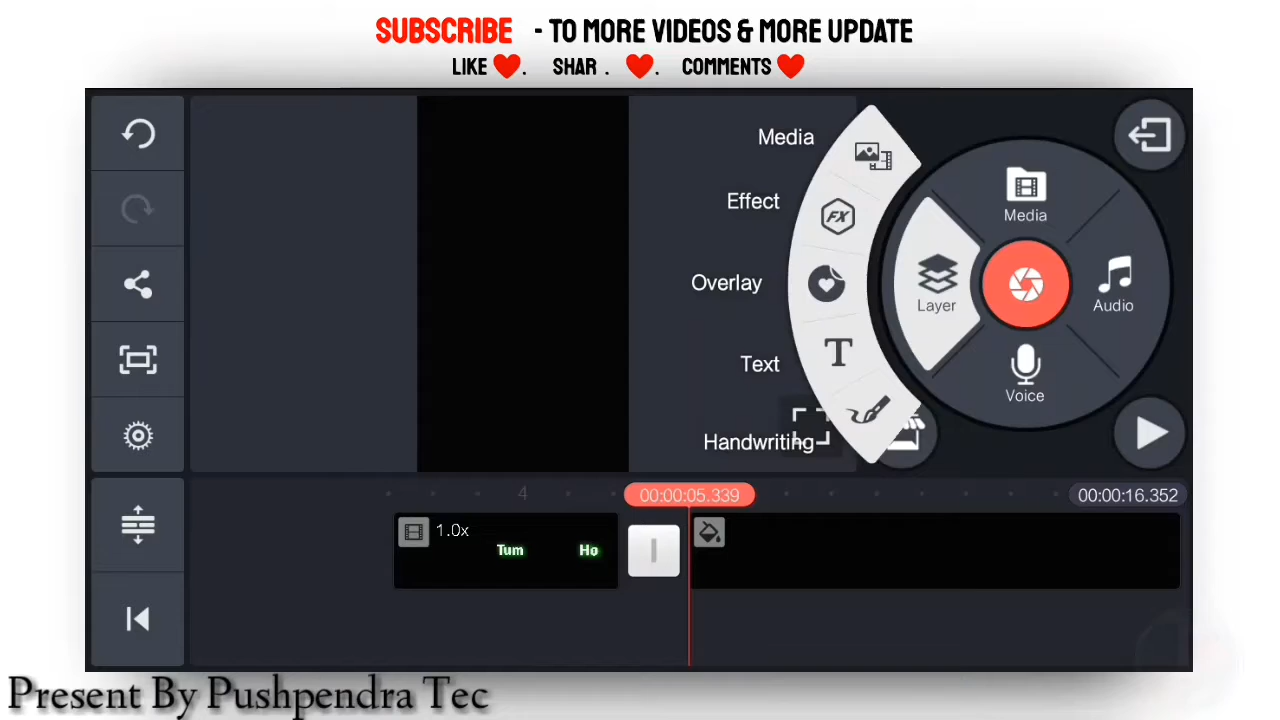 SUBSCRIBE - TO MORE VIDEOS & MORE UPDATE
LIKE ❤. SHAR . ❤. COMMENTS ❤
Media
Effect
Overlay
Text
Handwriting
FX
T
Media
Layer
Audio
Voice
4
00:00:05.339
00:00:16.352
1.0x
Tum Ho
Present By Pushpendra Tec